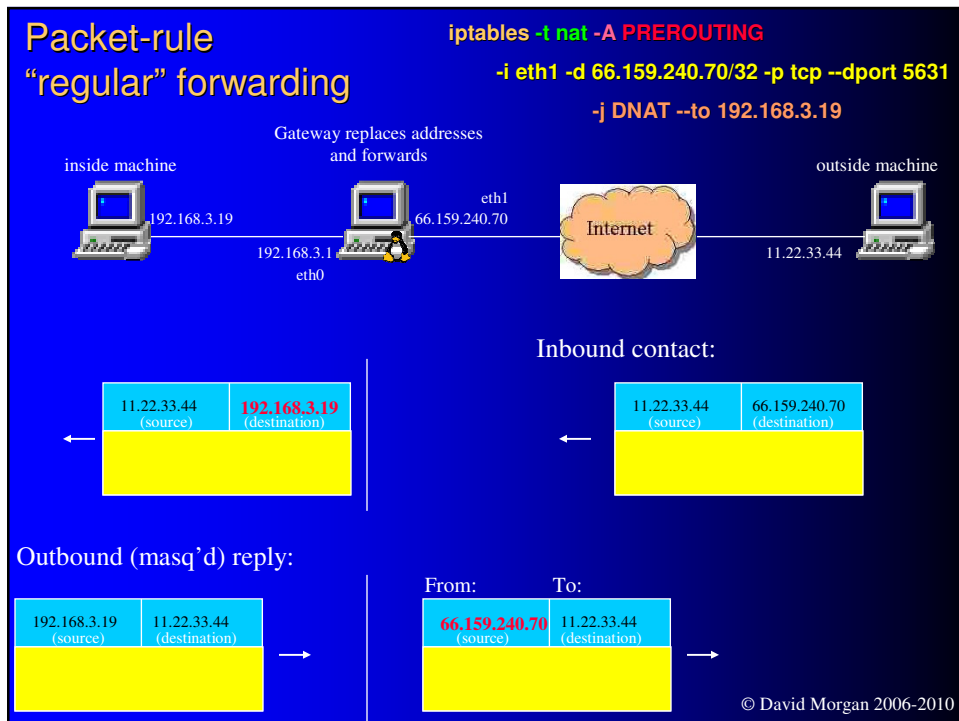 Packet-rule
“regular” forwarding
iptables -t nat -A PREROUTING
-i eth1 -d 66.159.240.70/32 -p tcp --dport 5631
-j DNAT --to 192.168.3.19
Gateway replaces addresses
and forwards
inside machine
outside machine
192.168.3.19
eth1
66.159.240.70
Internet
192.168.3.1
eth0
11.22.33.44
Inbound contact:
11.22.33.44
(source)
192.168.3.19
(destination)
11.22.33.44
(source)
66.159.240.70
(destination)
Outbound (masq’d) reply:
From:
To:
192.168.3.19
(source)
11.22.33.44
(destination)
66.159.240.70
(source)
11.22.33.44
(destination)
© David Morgan 2006-2010